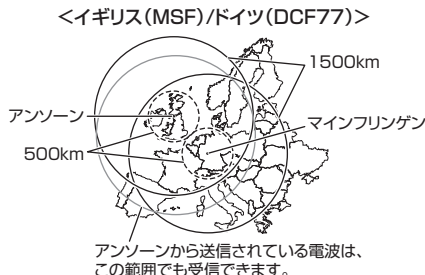 <イギリス(MSF)/ドイツ(DCF77)>
1500km
アンソーン
マインフリンゲン
500km
アンソーンから送信されている電波は、
この範囲でも受信できます。